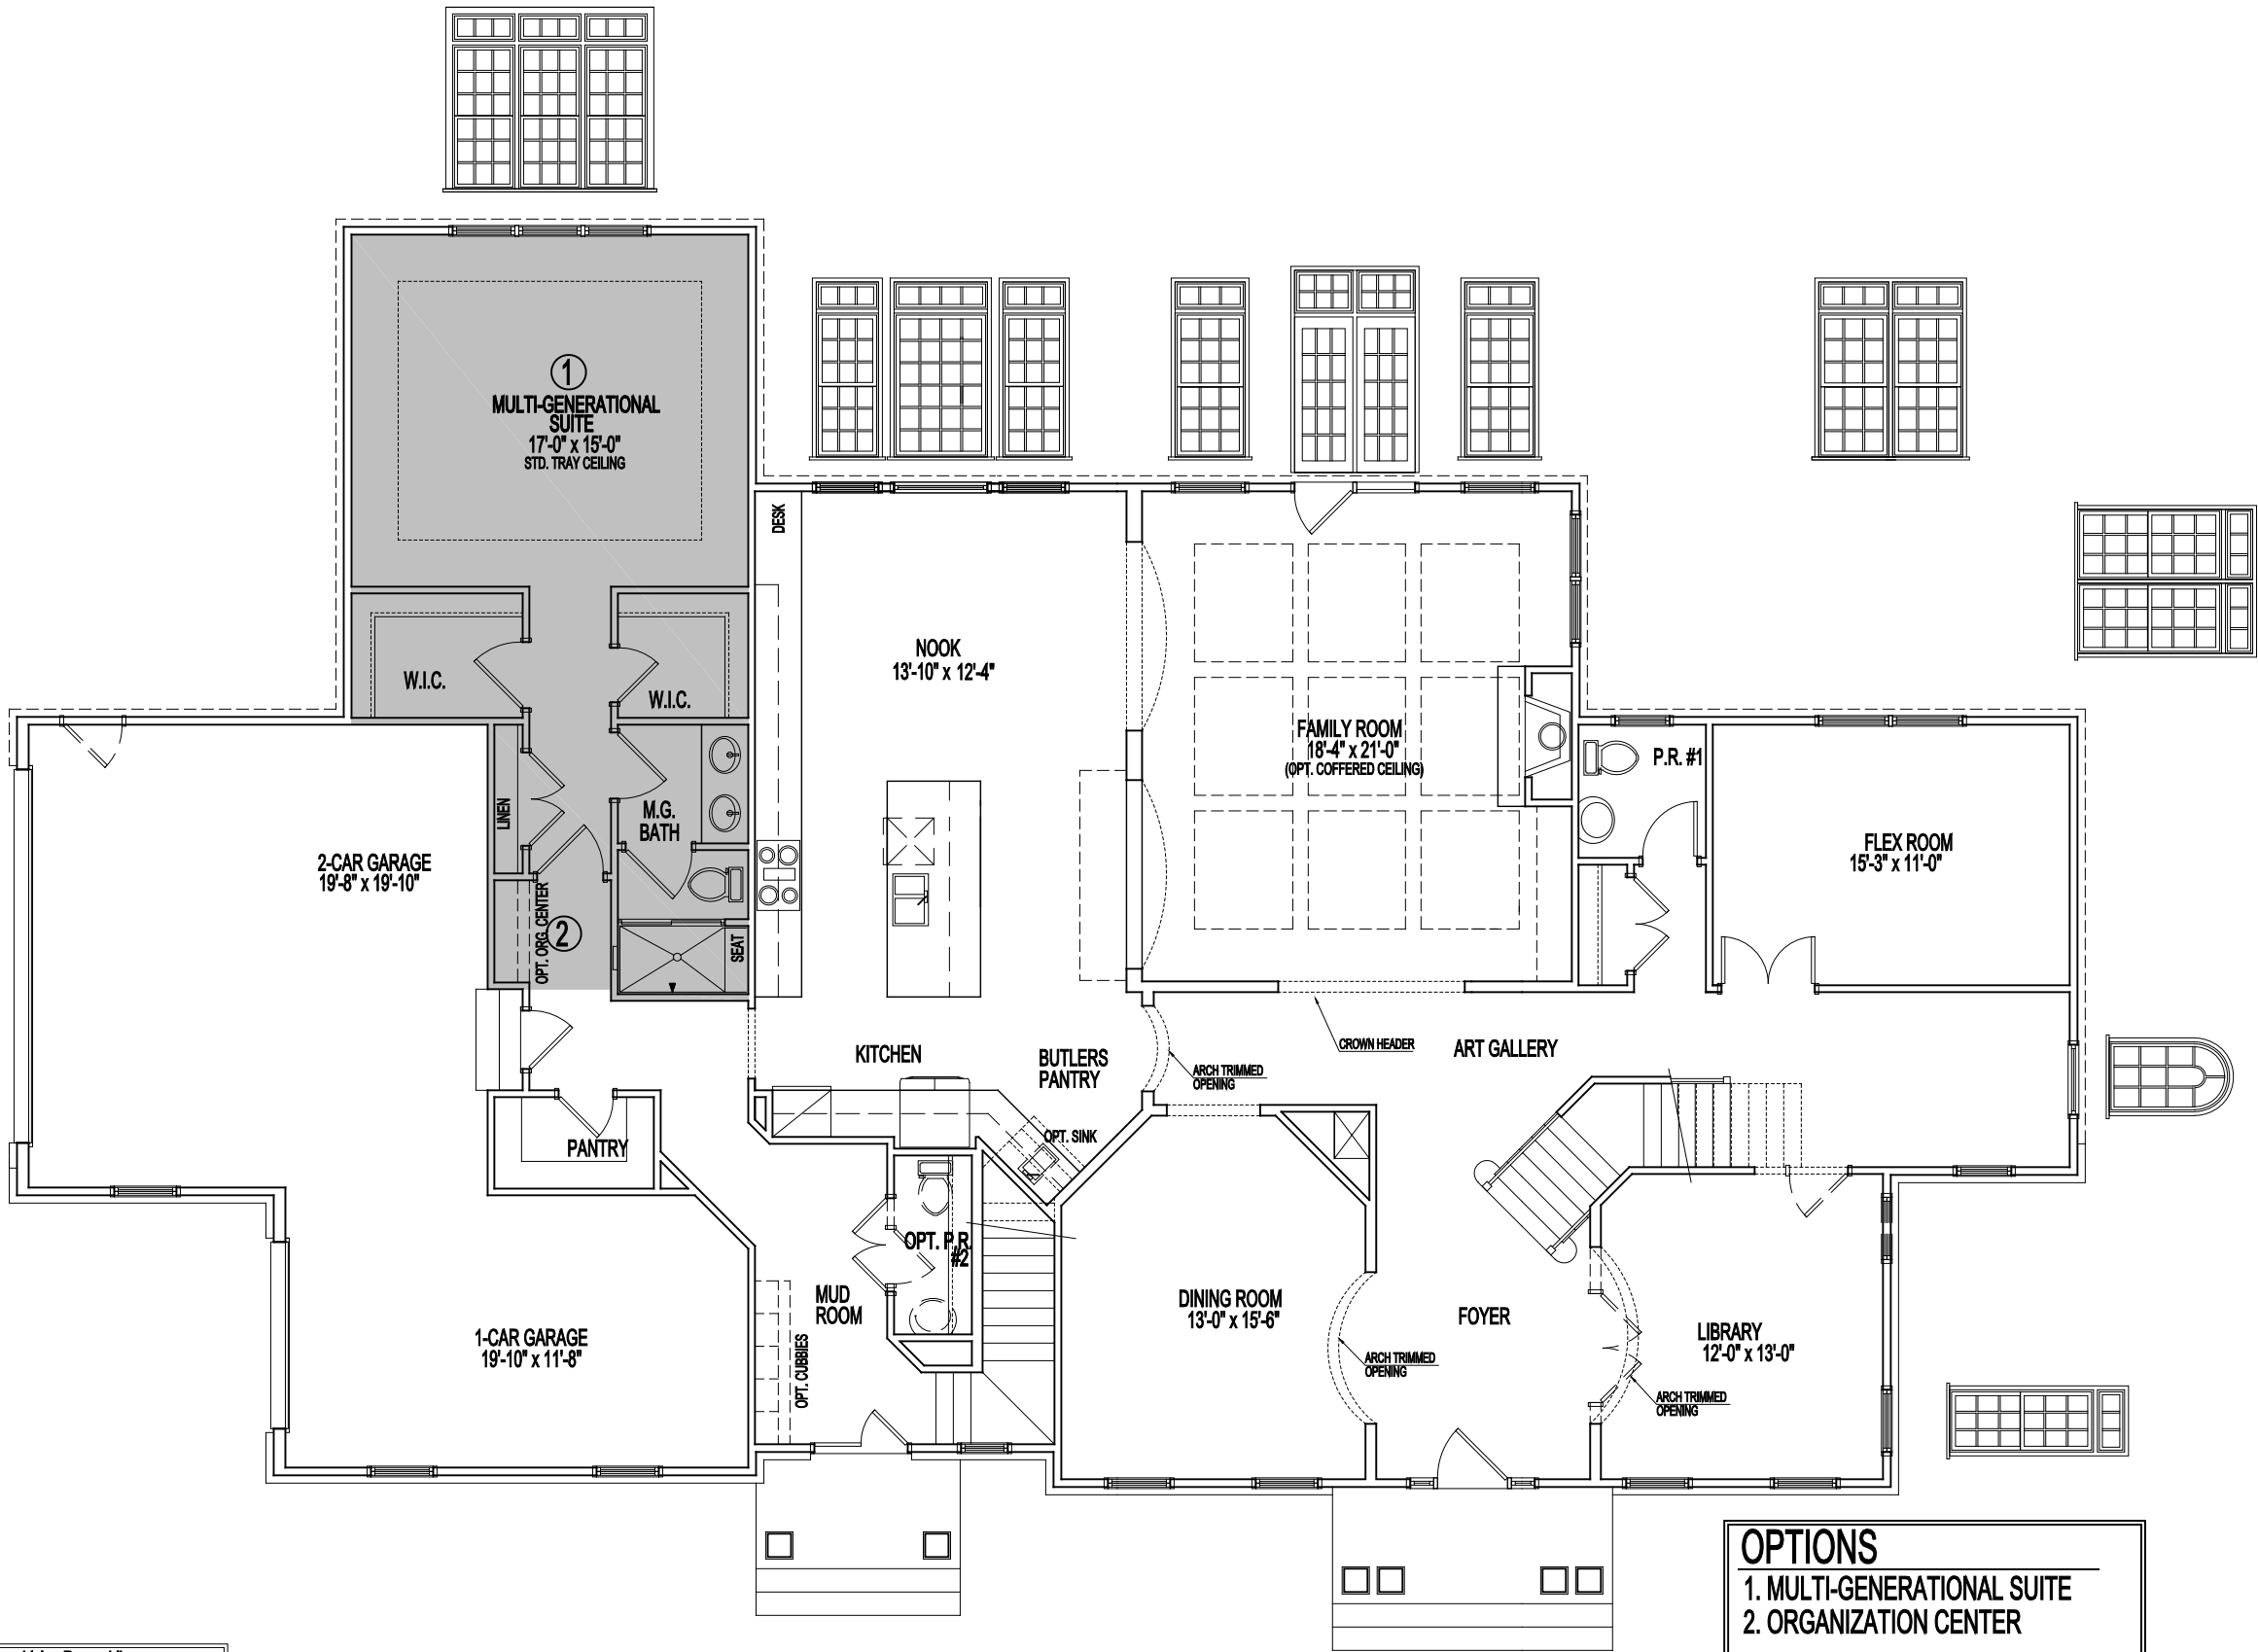 1
MULTI-GENERATIONAL
SUITE
17'-0" x 15'-0"
STD. TRAY CEILING
W.I.C.
W.I.C.
LINEN
M.G.
BATH
OPT. ORG. CENTER
2
SEAT
DESK
NOOK
13'-10" x 12'-4"
FAMILY ROOM
18'-4" x 21'-0"
(OPT. COFFERED CEILING)
P.R. #1
FLEX ROOM
15'-3" x 11'-0"
2-CAR GARAGE
19'-8" x 19'-10"
KITCHEN
BUTLERS
PANTRY
ARCH TRIMMED
OPENING
CROWN HEADER
ART GALLERY
PANTRY
OPT. SINK
OPT. P.R.
#2
MUD
ROOM
OPT. CUBBIES
1-CAR GARAGE
19'-10" x 11'-8"
DINING ROOM
13'-0" x 15'-6"
ARCH TRIMMED
OPENING
FOYER
LIBRARY
12'-0" x 13'-0"
ARCH TRIMMED
OPENING
OPTIONS
1. MULTI-GENERATIONAL SUITE
2. ORGANIZATION CENTER